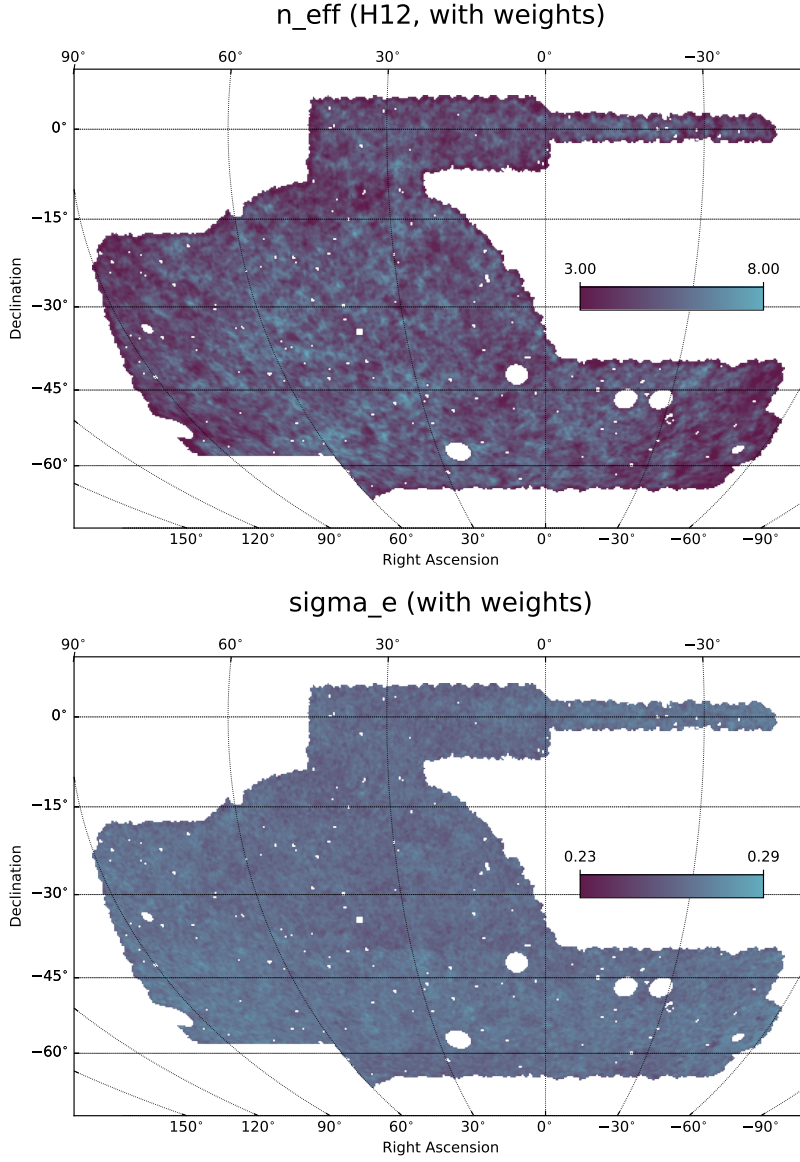 n_eff (H12, with weights)
90° 60° 30° 0° −30°
0°
−15°
3.00 8.00
−30°
Declination
−45°
−60°
150° 120° 90° 60° 30° 0° −30° −60° −90°
Right Ascension
sigma_e (with weights)
90° 60° 30° 0° −30°
0°
−15°
0.23 0.29
−30°
Declination
−45°
−60°
150° 120° 90° 60° 30° 0° −30° −60° −90°
Right Ascension